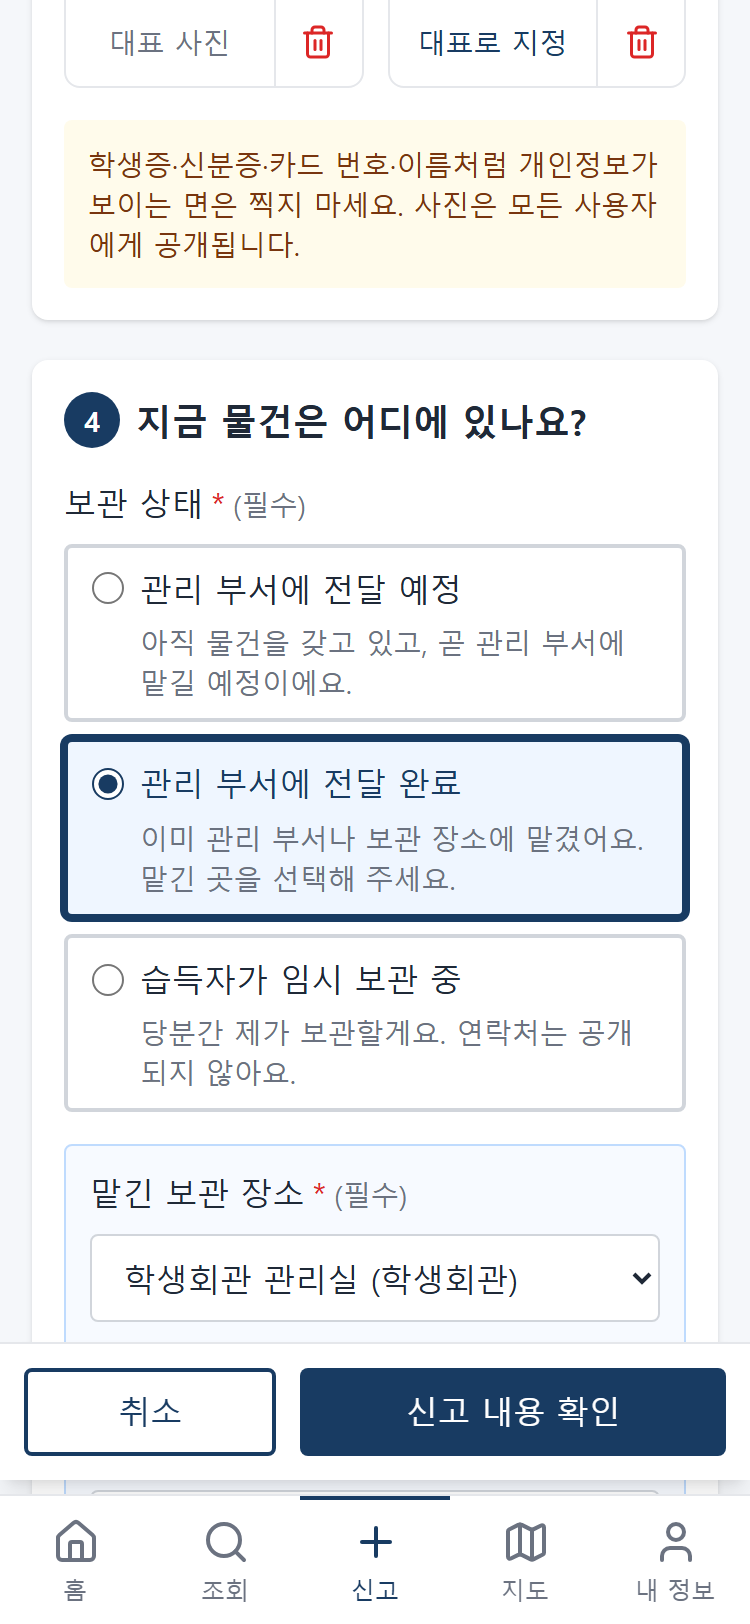 대표 사진
대표로 지정
학생증·신분증·카드 번호·이름처럼 개인정보가
보이는 면은 찍지 마세요. 사진은 모든 사용자
에게 공개됩니다.
4 지금 물건은 어디에 있나요?
보관 상태 * (필수)
관리 부서에 전달 예정
아직 물건을 갖고 있고, 곧 관리 부서에
맡길 예정이에요.
관리 부서에 전달 완료
이미 관리 부서나 보관 장소에 맡겼어요.
맡긴 곳을 선택해 주세요.
습득자가 임시 보관 중
당분간 제가 보관할게요. 연락처는 공개
되지 않아요.
맡긴 보관 장소 * (필수)
학생회관 관리실 (학생회관)
취소
신고 내용 확인
홈
조회
신고
지도
내 정보